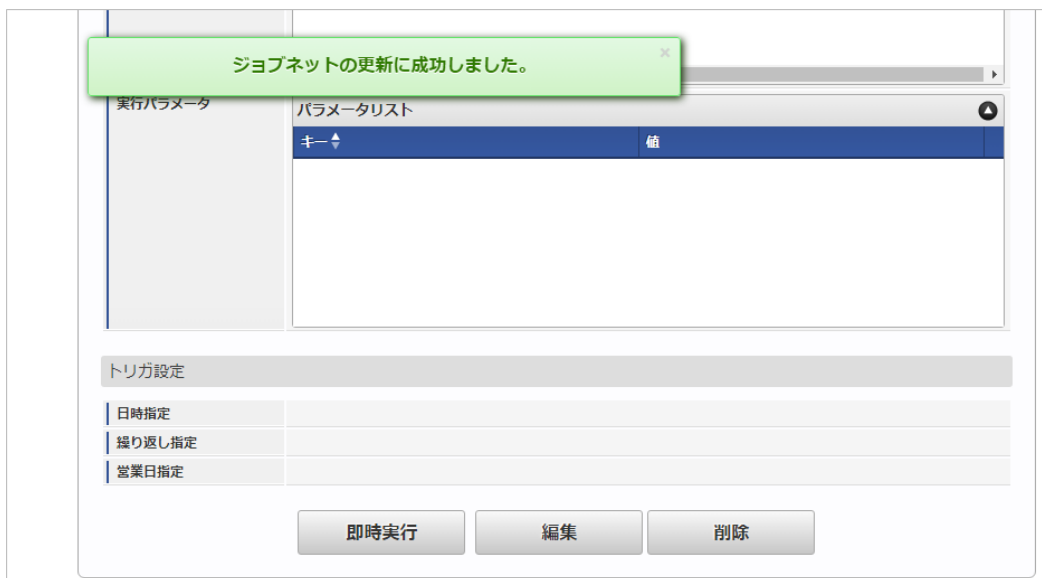 ジョブネットの更新に成功しました。
×
実行パラメータ
パラメータリスト
キー 値
トリガ設定
日時指定
繰り返し指定
営業日指定
即時実行 編集 削除